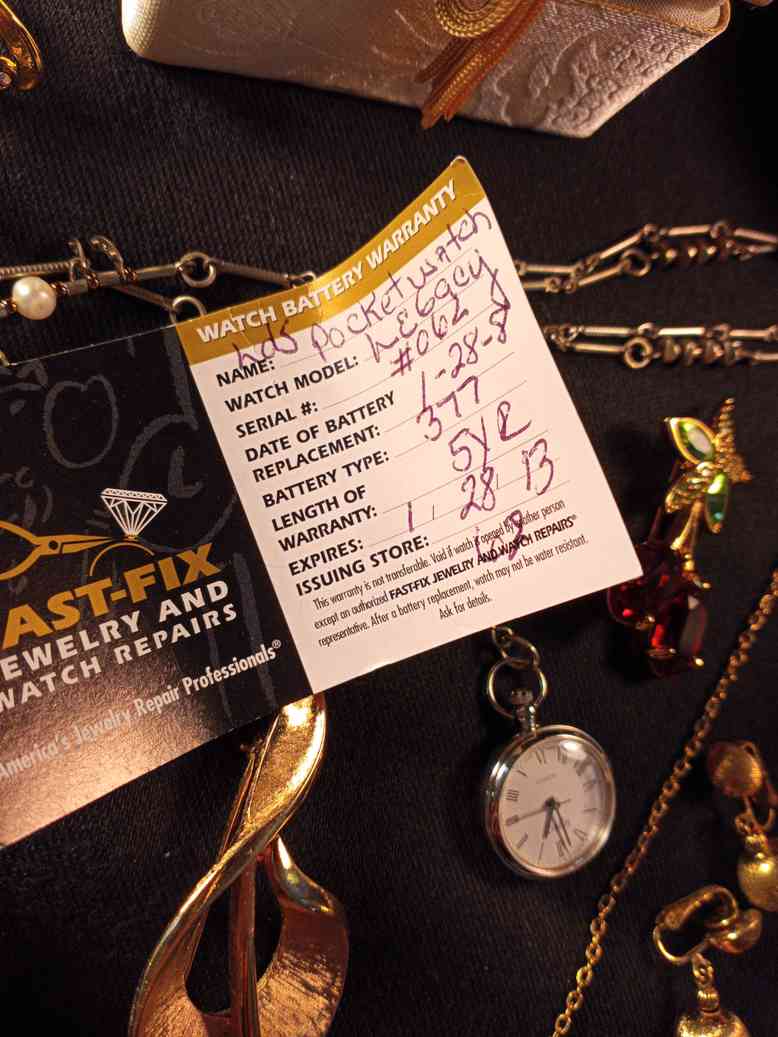 WATCH BATTERY WARRANTY
NAME: Lds pocketwatch
WATCH MODEL: Legacy
SERIAL #: #062
DATE OF BATTERY
REPLACEMENT: 1-28-8
BATTERY TYPE: 377
LENGTH OF
WARRANTY: 5YR
EXPIRES: 1 28 13
ISSUING STORE:
This warranty is not transferable. Void if watch is opened by another person
except an authorized FAST-FIX JEWELRY AND WATCH REPAIRS®
representative. After a battery replacement, watch may not be water resistant.
Ask for details.
AST-FIX
EWELRY AND
WATCH REPAIRS
America's Jewelry Repair Professionals®